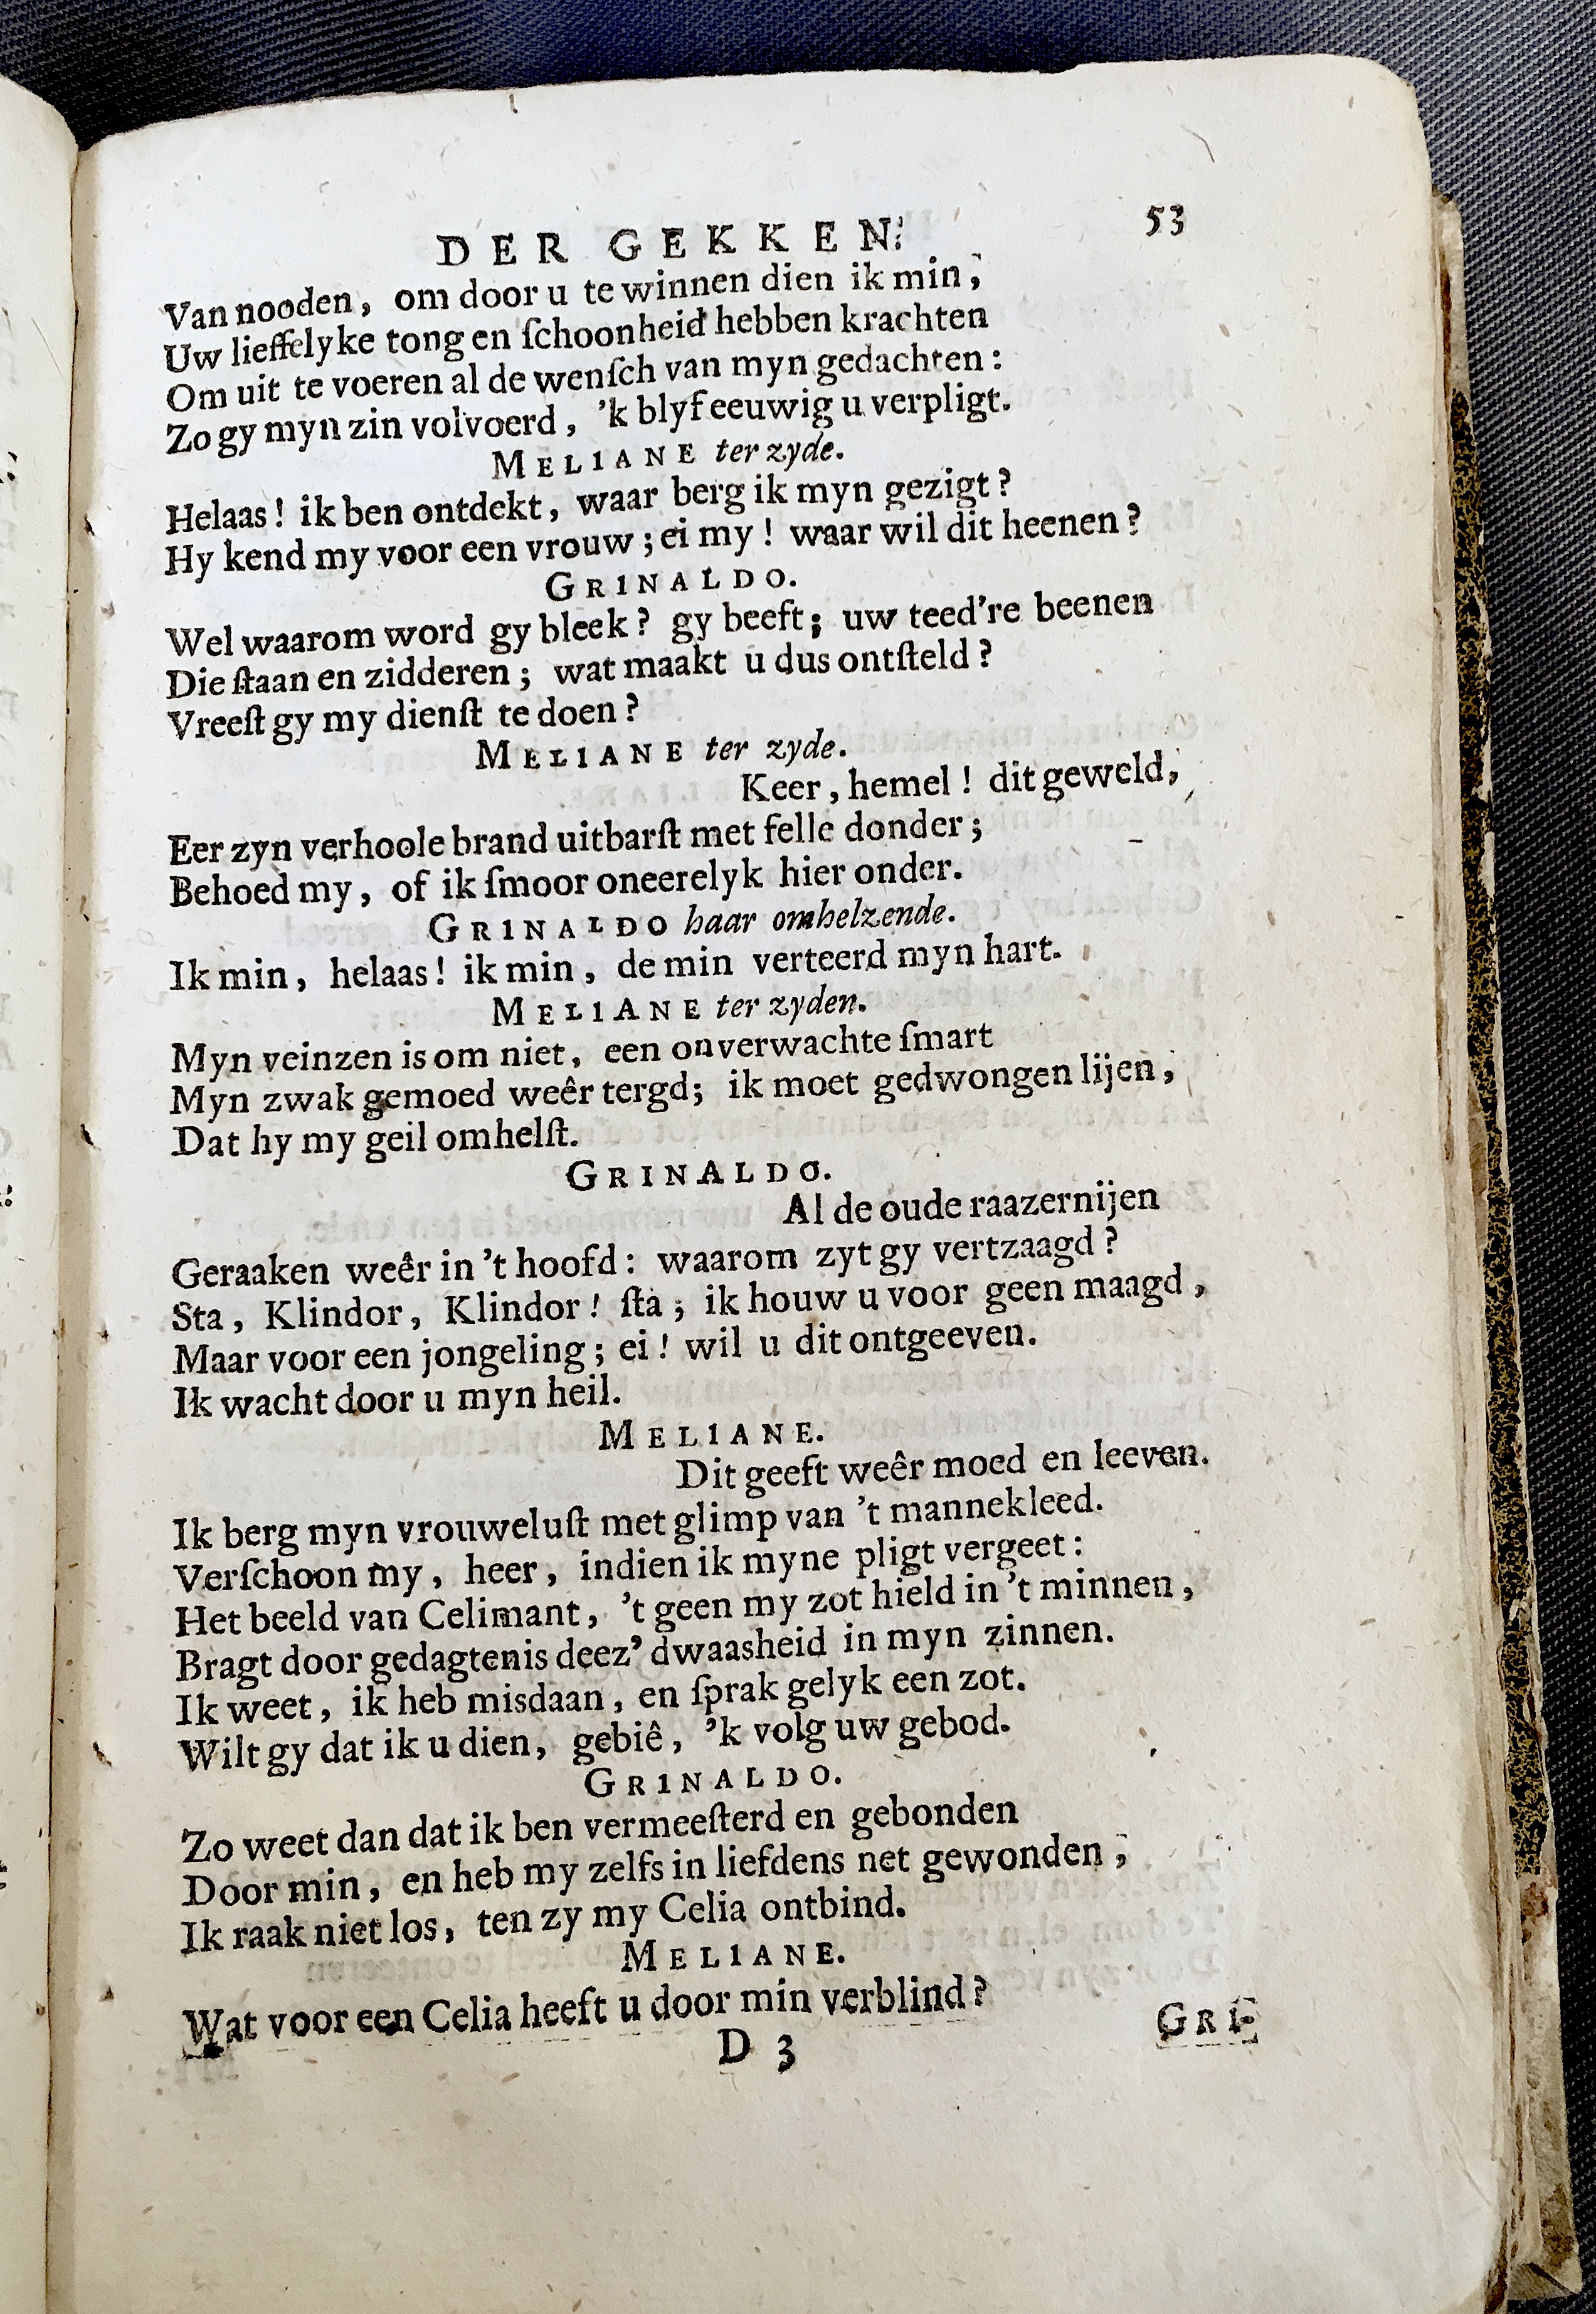 DER GEKKEN. 53
Van nooden, om door u te winnen dien ik min,
Uw lieffelyke tong en ſchoonheid hebben krachten
Om uit te voeren al de wenſch van myn gedachten:
Zo gy myn zin volvoerd, 'k blyf eeuwig u verpligt.
MELIANE ter zyde.
Helaas! ik ben ontdekt, waar berg ik myn gezigt?
Hy kend my voor een vrouw; ei my! waar wil dit heenen?
GRINALDO.
Wel waarom word gy bleek? gy beeft; uw teed're beenen
Die ſtaan en zidderen; wat maakt u dus ontſteld?
Vreeſt gy my dienſt te doen?
MELIANE ter zyde.
Keer, hemel! dit geweld,
Eer zyn verhoole brand uitbarſt met felle donder;
Behoed my, of ik ſmoor oneerelyk hier onder.
GRINALDO haar omhelzende.
Ik min, helaas! ik min, de min verteerd myn hart.
MELIANE ter zyden.
Myn veinzen is om niet, een onverwachte ſmart
Myn zwak gemoed weêr tergd; ik moet gedwongen lijen,
Dat hy my geil omhelſt.
GRINALDO.
Al de oude raazernijen
Geraaken weêr in 't hoofd: waarom zyt gy vertzaagd?
Sta, Klindor, Klindor! ſta; ik houw u voor geen maagd,
Maar voor een jongeling; ei! wil u dit ontgeeven.
Ik wacht door u myn heil.
MELIANE.
Dit geeft weêr moed en leeven.
Ik berg myn vrouweluſt met glimp van 't mannekleed.
Verſchoon my, heer, indien ik myne pligt vergeet:
Het beeld van Celimant, 't geen my zot hield in 't minnen,
Bragt door gedagtenis deez' dwaasheid in myn zinnen.
Ik weet, ik heb misdaan, en ſprak gelyk een zot.
Wilt gy dat ik u dien, gebiê, 'k volg uw gebod.
GRINALDO.
Zo weet dan dat ik ben vermeeſterd en gebonden
Door min, en heb my zelfs in liefdens net gewonden,
Ik raak niet los, ten zy my Celia ontbind.
MELIANE.
Wat voor een Celia heeft u door min verblind?
D 3 GRI-